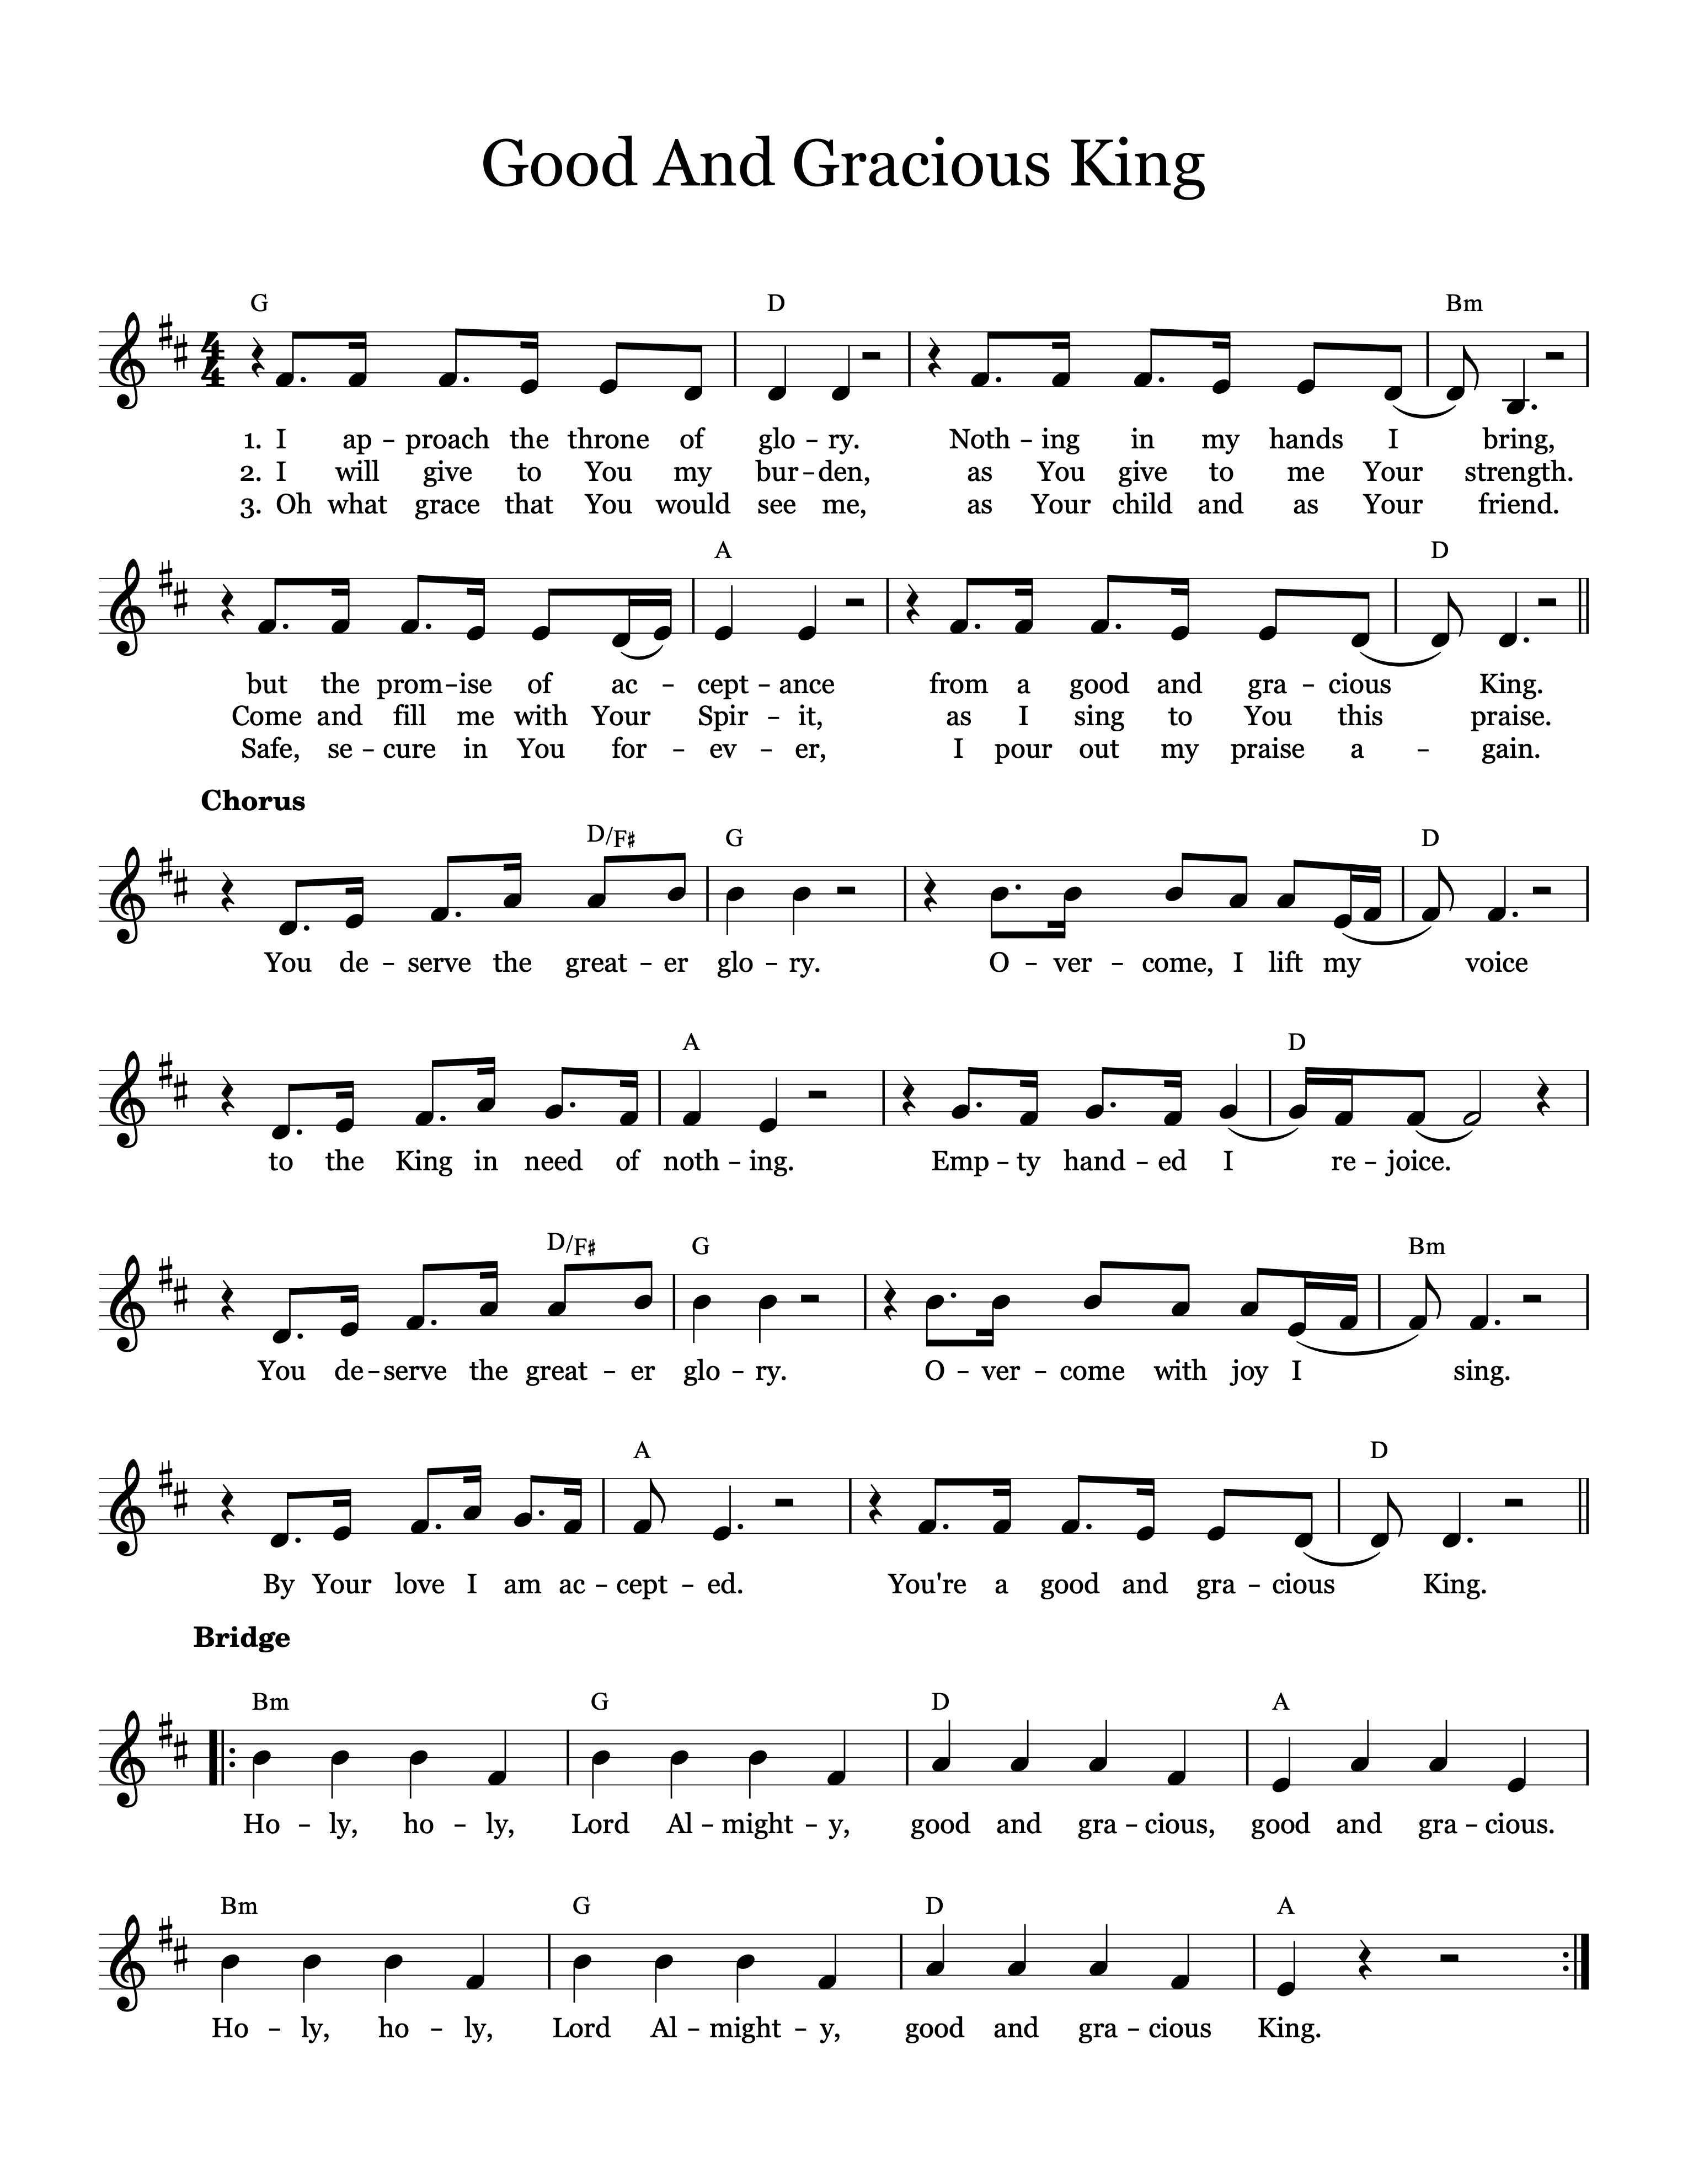 Good And Gracious King
G D Bm
4
4
1. I ap – proach the throne of glo – ry. Noth – ing in my hands I bring,
2. I will give to You my bur – den, as You give to me Your strength.
3. Oh what grace that You would see me, as Your child and as Your friend.
A D
but the prom – ise of ac – cept – ance from a good and gra – cious King.
Come and fill me with Your Spir – it, as I sing to You this praise.
Safe, se – cure in You for – ev – er, I pour out my praise a – gain.
Chorus
D/F♯ G D
You de – serve the great – er glo – ry. O – ver – come, I lift my voice
A D
to the King in need of noth – ing. Emp – ty hand – ed I re – joice.
D/F♯ G Bm
You de – serve the great – er glo – ry. O – ver – come with joy I sing.
A D
By Your love I am ac – cept – ed. You're a good and gra – cious King.
Bridge
Bm G D A
Ho – ly, ho – ly, Lord Al – might – y, good and gra – cious, good and gra – cious.
Bm G D A
Ho – ly, ho – ly, Lord Al – might – y, good and gra – cious King.